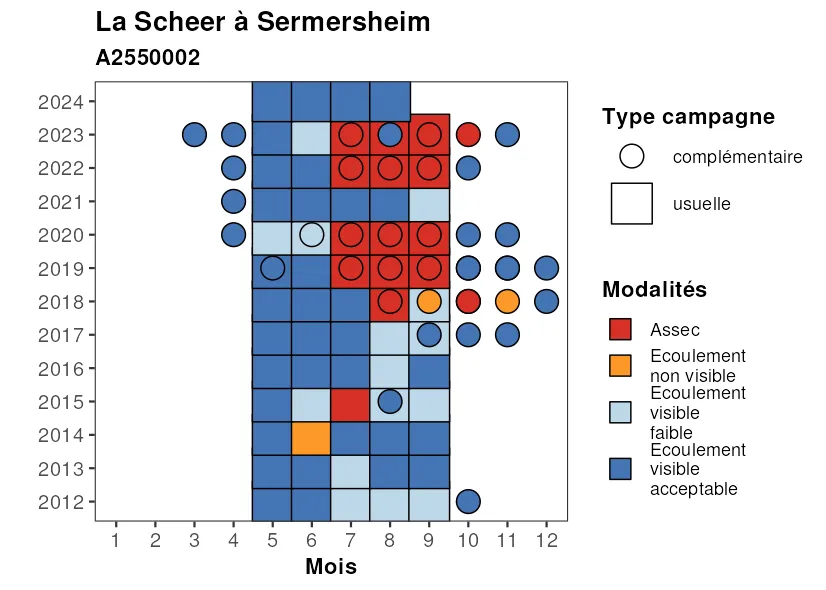 La Scheer à Sermersheim
A2550002
2024
2023
2022
2021
2020
2019
2018
2017
2016
2015
2014
2013
2012
1 2 3 4 5 6 7 8 9 10 11 12
Mois
Type campagne
complémentaire
usuelle
Modalités
Assec
Ecoulement
non visible
Ecoulement
visible
faible
Ecoulement
visible
acceptable